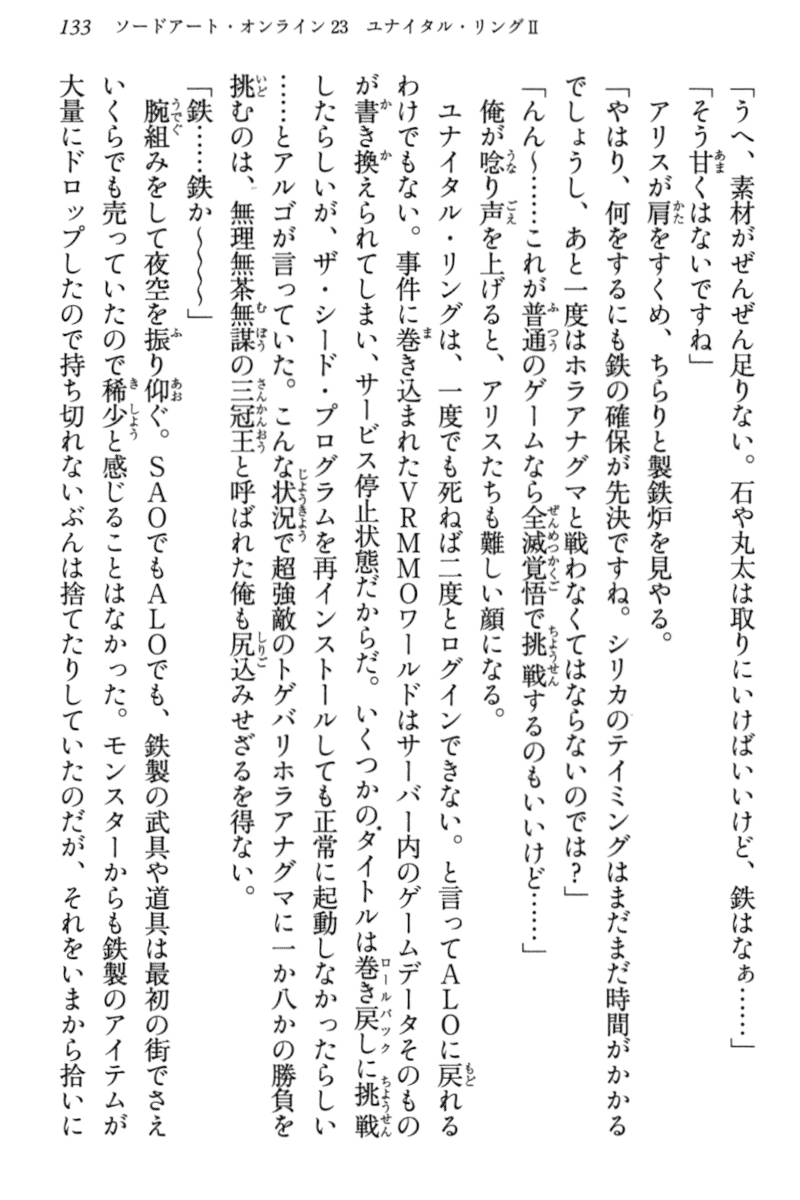 133　ソードアート・オンライン23　ユナイタル・リングⅡ
「うへ、素材がぜんぜん足りない。石や丸太は取りにいけばいいけど、鉄はなぁ……」
「そう甘くはないですね」
　アリスが肩をすくめ、ちらりと製鉄炉を見やる。
「やはり、何をするにも鉄の確保が先決ですね。シリカのテイミングはまだまだ時間がかかる
でしょうし、あと一度はホラアナグマと戦わなくてはならないのでは？」
「んん～……これが普通のゲームなら全滅覚悟で挑戦するのもいいけど……」
　俺が唸り声を上げると、アリスたちも難しい顔になる。
　ユナイタル・リングは、一度でも死ねば二度とログインできない。と言ってＡＬＯに戻れる
わけでもない。事件に巻き込まれたＶＲＭＭＯワールドはサーバー内のゲームデータそのもの
が書き換えられてしまい、サービス停止状態だからだ。いくつかのタイトルは巻き戻しに挑戦
したらしいが、ザ・シード・プログラムを再インストールしても正常に起動しなかったらしい
……とアルゴが言っていた。こんな状況で超強敵のトゲバリホラアナグマに一か八かの勝負を
挑むのは、無理無茶無謀の三冠王と呼ばれた俺も尻込みせざるを得ない。
「鉄……鉄か～～～～」
　腕組みをして夜空を振り仰ぐ。ＳＡＯでもＡＬＯでも、鉄製の武具や道具は最初の街でさえ
いくらでも売っていたので稀少と感じることはなかった。モンスターからも鉄製のアイテムが
大量にドロップしたので持ち切れないぶんは捨てたりしていたのだが、それをいまから拾いに